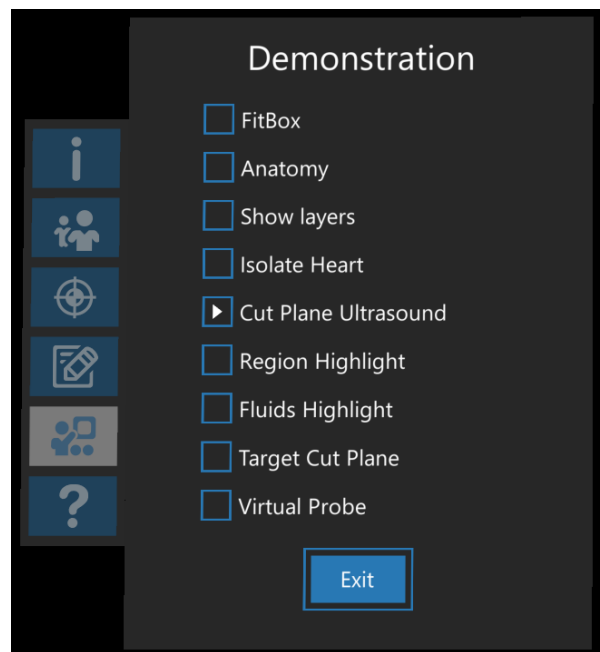 Demonstration
FitBox
Anatomy
Show layers
Isolate Heart
Cut Plane Ultrasound
Region Highlight
Fluids Highlight
Target Cut Plane
Virtual Probe
Exit